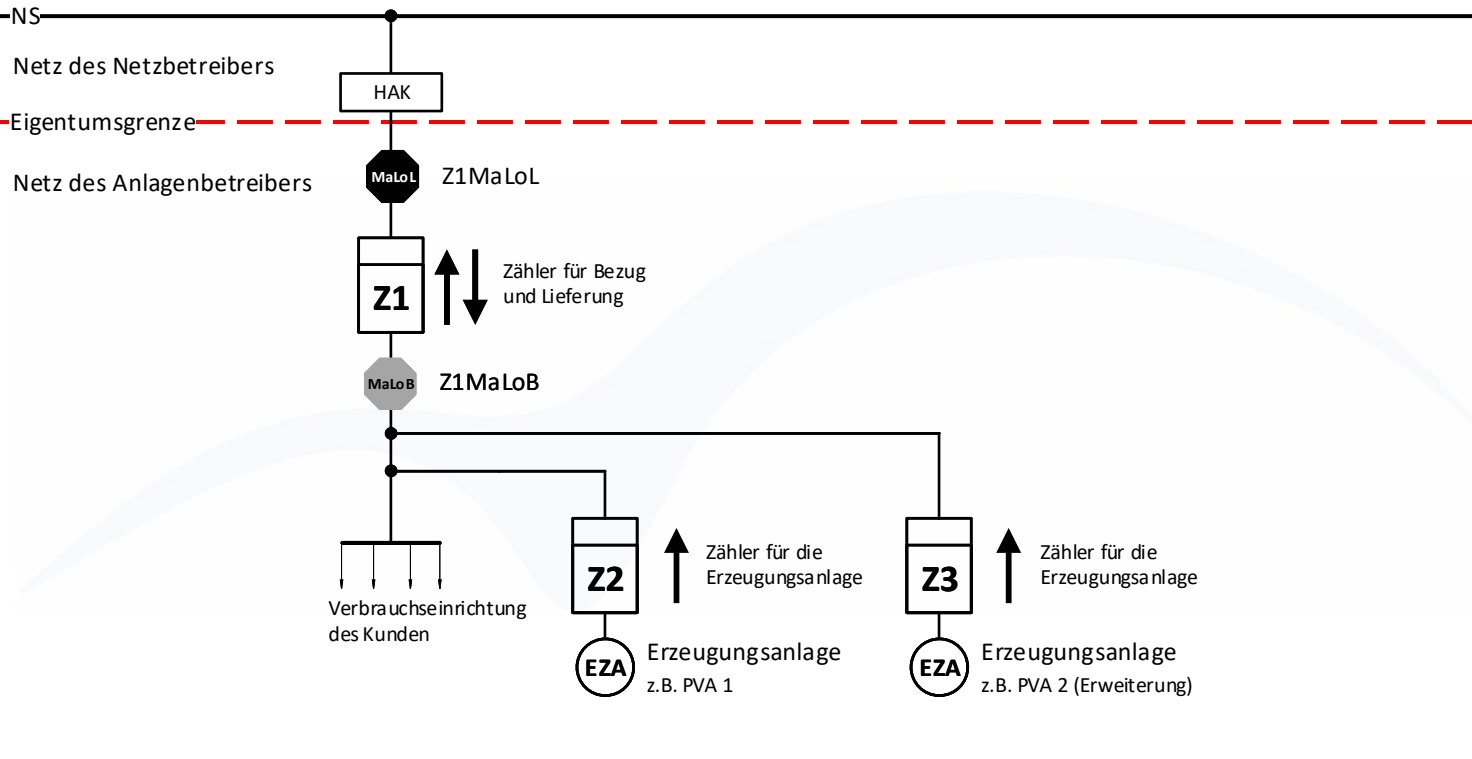 NS
Netz des Netzbetreibers
HAK
Eigentumsgrenze
Netz des Anlagenbetreibers
MaLoL
Z1MaLoL
Z1
Zähler für Bezug
und Lieferung
MaLoB
Z1MaLoB
Verbrauchseinrichtung
des Kunden
Z2
Zähler für die
Erzeugungsanlage
EZA
Erzeugungsanlage
z.B. PVA 1
Z3
Zähler für die
Erzeugungsanlage
EZA
Erzeugungsanlage
z.B. PVA 2 (Erweiterung)